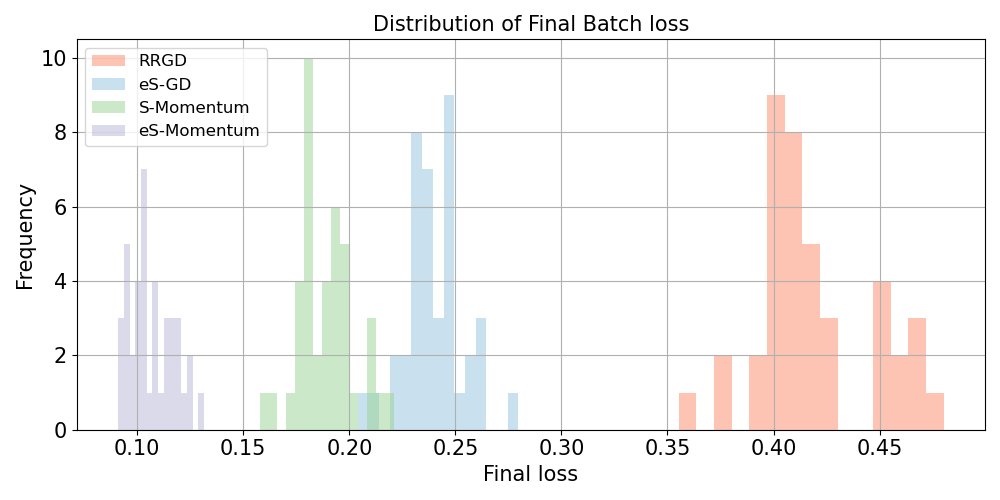 Distribution of Final Batch loss
RRGD
eS-GD
S-Momentum
eS-Momentum
Frequency
10
8
6
4
2
0
0.10 0.15 0.20 0.25 0.30 0.35 0.40 0.45
Final loss